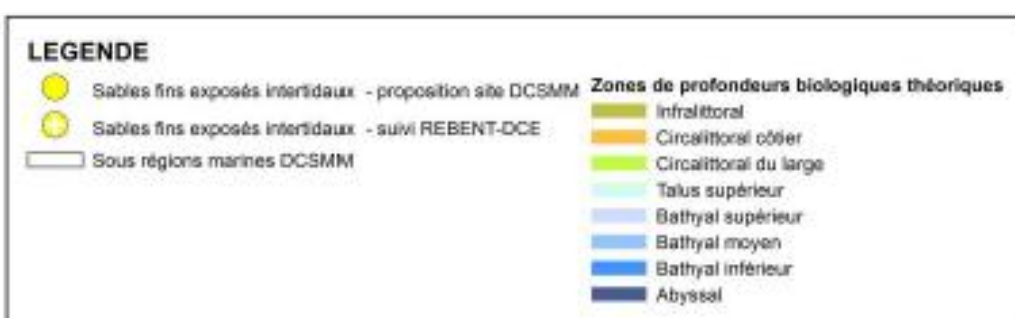 LEGENDE
Sables fins exposés intertidaux - proposition site DCSMM
Sables fins exposés intertidaux - suivi REBENT-DCE
Sous régions marines DCSMM
Zones de profondeurs biologiques théoriques
Infralittoral
Circalittoral côtier
Circalittoral du large
Talus supérieur
Bathyal supérieur
Bathyal moyen
Bathyal inférieur
Abyssal